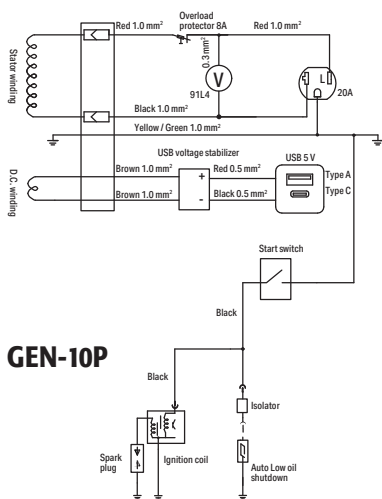 Overload
Red 1.0 mm²
protector 8A
Red 1.0 mm²
Stator winding
0.3 mm²
V
L
91L4
20A
Black 1.0 mm²
Yellow / Green 1.0 mm²
USB voltage stabilizer
USB 5 V
D.C. winding
Brown 1.0 mm²
+
Red 0.5 mm²
Type A
Brown 1.0 mm²
-
Black 0.5 mm²
Type C
Start switch
Black
GEN-10P
Black
Isolator
Spark
plug
Ignition coil
Auto Low oil
shutdown